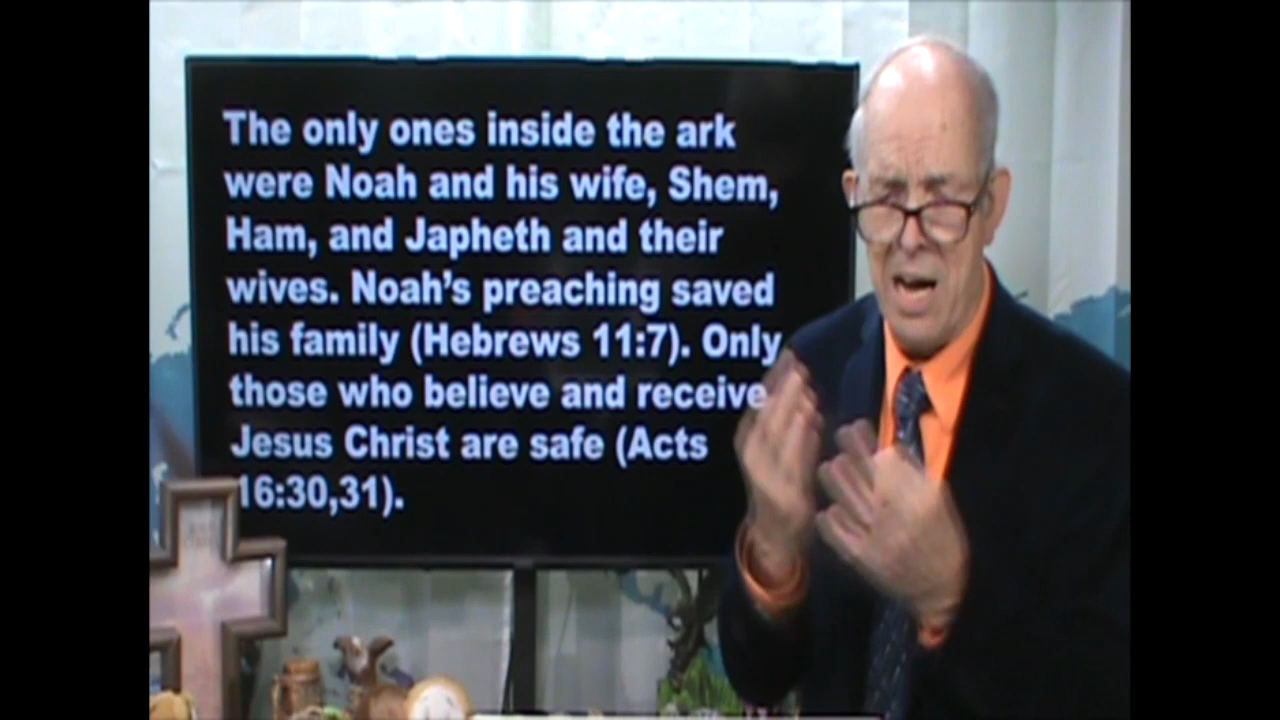 The only ones inside the ark
were Noah and his wife, Shem,
Ham, and Japheth and their
wives. Noah’s preaching saved
his family (Hebrews 11:7). Only
those who believe and receive
Jesus Christ are safe (Acts
16:30,31).